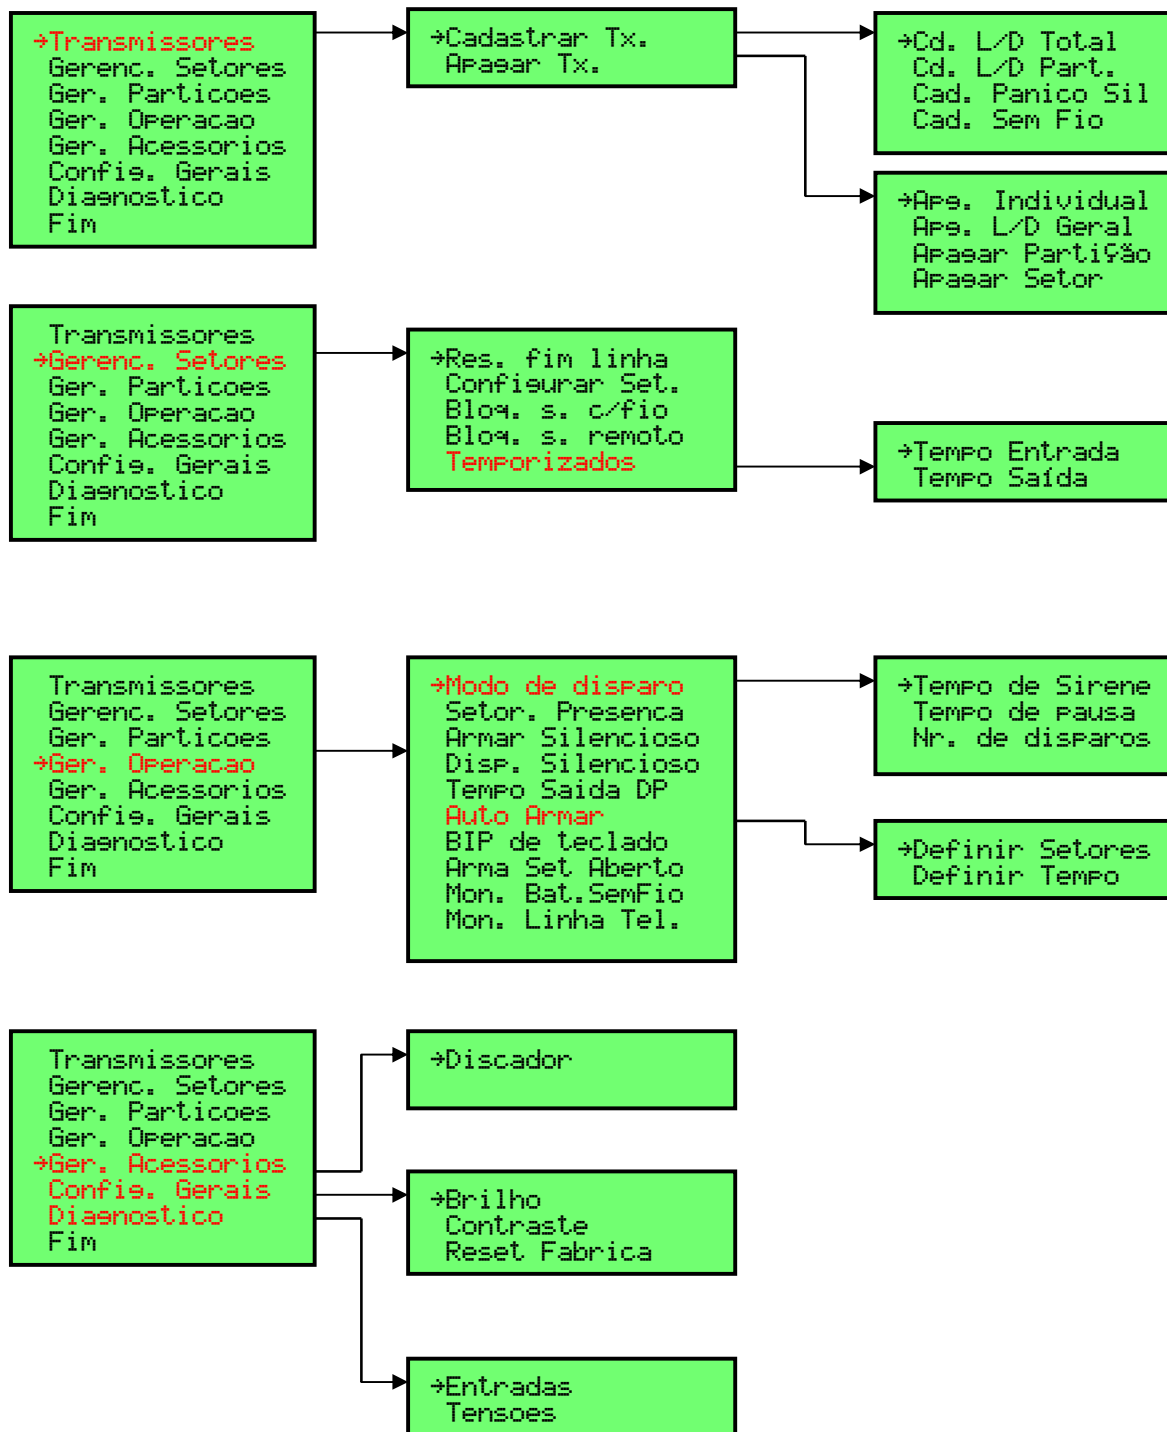 →Transmissores
Gerenc. Setores
Ger. Particoes
Ger. Operacao
Ger. Acessorios
Config. Gerais
Diagnostico
Fim
→Cadastrar Tx.
Apagar Tx.
→Cd. L/D Total
Cd. L/D Part.
Cad. Panico Sil
Cad. Sem Fio
→Apg. Individual
Apg. L/D Geral
Apagar Partição
Apagar Setor
Transmissores
→Gerenc. Setores
Ger. Particoes
Ger. Operacao
Ger. Acessorios
Config. Gerais
Diagnostico
Fim
→Res. fim linha
Configurar Set.
Bloq. s. c/fio
Bloq. s. remoto
Temporizados
→Tempo Entrada
Tempo Saída
Transmissores
Gerenc. Setores
Ger. Particoes
→Ger. Operacao
Ger. Acessorios
Config. Gerais
Diagnostico
Fim
→Modo de disparo
Setor. Presenca
Armar Silencioso
Disp. Silencioso
Tempo Saida DP
Auto Armar
BIP de teclado
Arma Set Aberto
Mon. Bat.SemFio
Mon. Linha Tel.
→Tempo de Sirene
Tempo de pausa
Nr. de disparos
→Definir Setores
Definir Tempo
Transmissores
Gerenc. Setores
Ger. Particoes
Ger. Operacao
→Ger. Acessorios
Config. Gerais
Diagnostico
Fim
→Discador
→Brilho
Contraste
Reset Fabrica
→Entradas
Tensoes